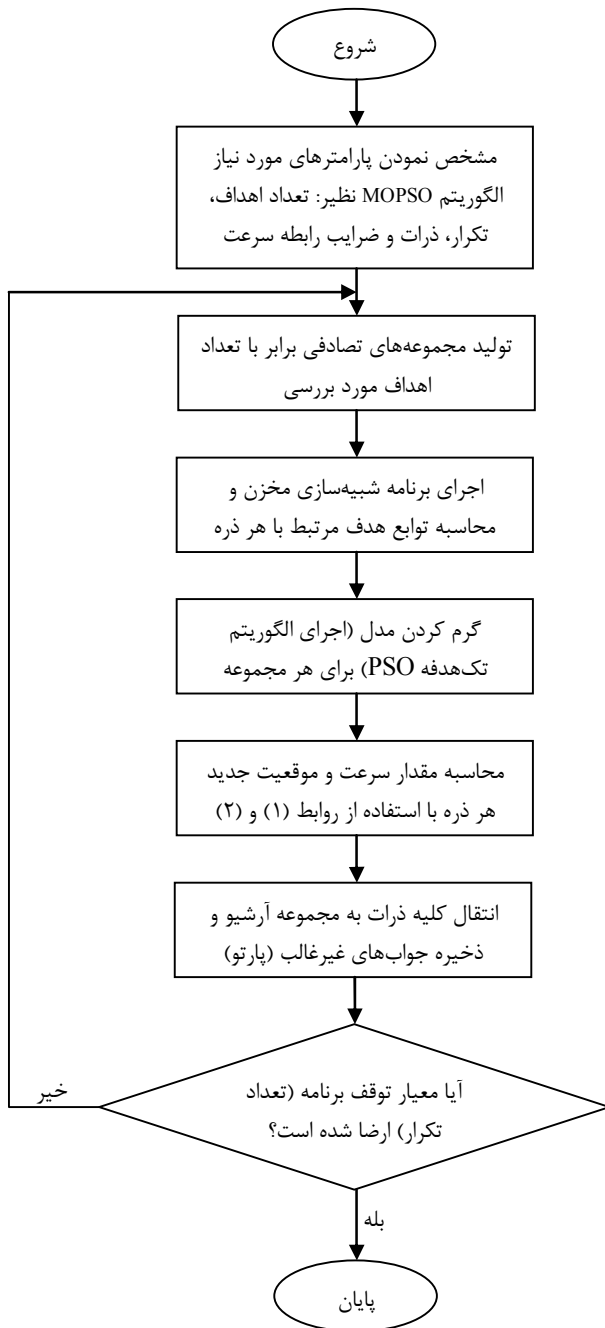 شروع
مشخص نمودن پارامترهای مورد نیاز
الگوریتم MOPSO نظیر: تعداد اهداف،
تکرار، ذرات و ضرایب رابطه سرعت
تولید مجموعه‌های تصادفی برابر با تعداد
اهداف مورد بررسی
اجرای برنامه شبیه‌سازی مخزن و
محاسبه توابع هدف مرتبط با هر ذره
گرم کردن مدل (اجرای الگوریتم
تک‌هدفه PSO) برای هر مجموعه
محاسبه مقدار سرعت و موقعیت جدید
هر ذره با استفاده از روابط (۱) و (۲)
انتقال کلیه ذرات به مجموعه آرشیو و
ذخیره جواب‌های غیرغالب (پارتو)
آیا معیار توقف برنامه (تعداد
تکرار) ارضا شده است؟
خیر
بله
پایان